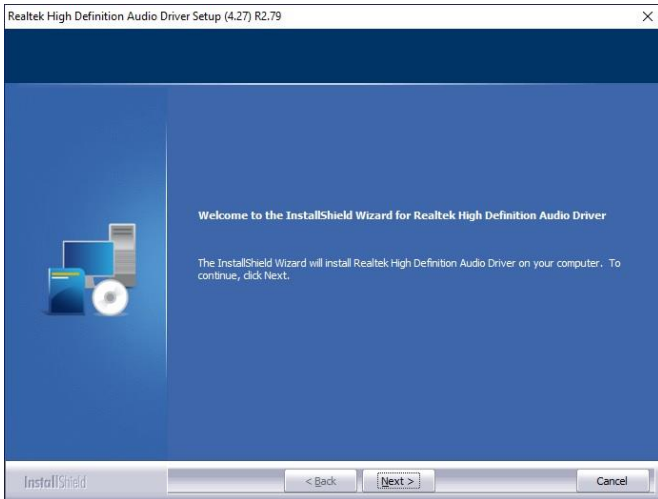 Realtek High Definition Audio Driver Setup (4.27) R2.79
Welcome to the InstallShield Wizard for Realtek High Definition Audio Driver
The InstallShield Wizard will install Realtek High Definition Audio Driver on your computer. To
continue, click Next.
InstallShield
< Back
Next >
Cancel